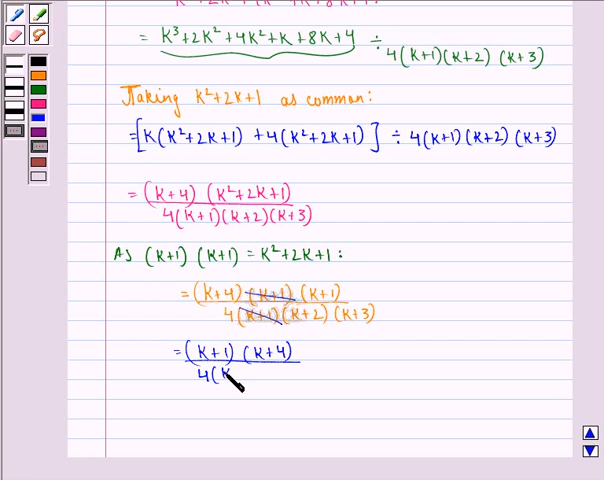 = K³+2K²+4K²+K+8K+4 ÷ 4(K+1)(K+2)(K+3)
Taking K²+2K+1 as common:
=[K(K²+2K+1) +4(K²+2K+1)] ÷ 4(K+1)(K+2)(K+3)
= (K+4) (K²+2K+1)
4(K+1)(K+2)(K+3)
As (K+1) (K+1) = K²+2K+1:
= (K+4) (K+1) (K+1)
4(K+1)(K+2)(K+3)
= (K+1) (K+4)
4(K